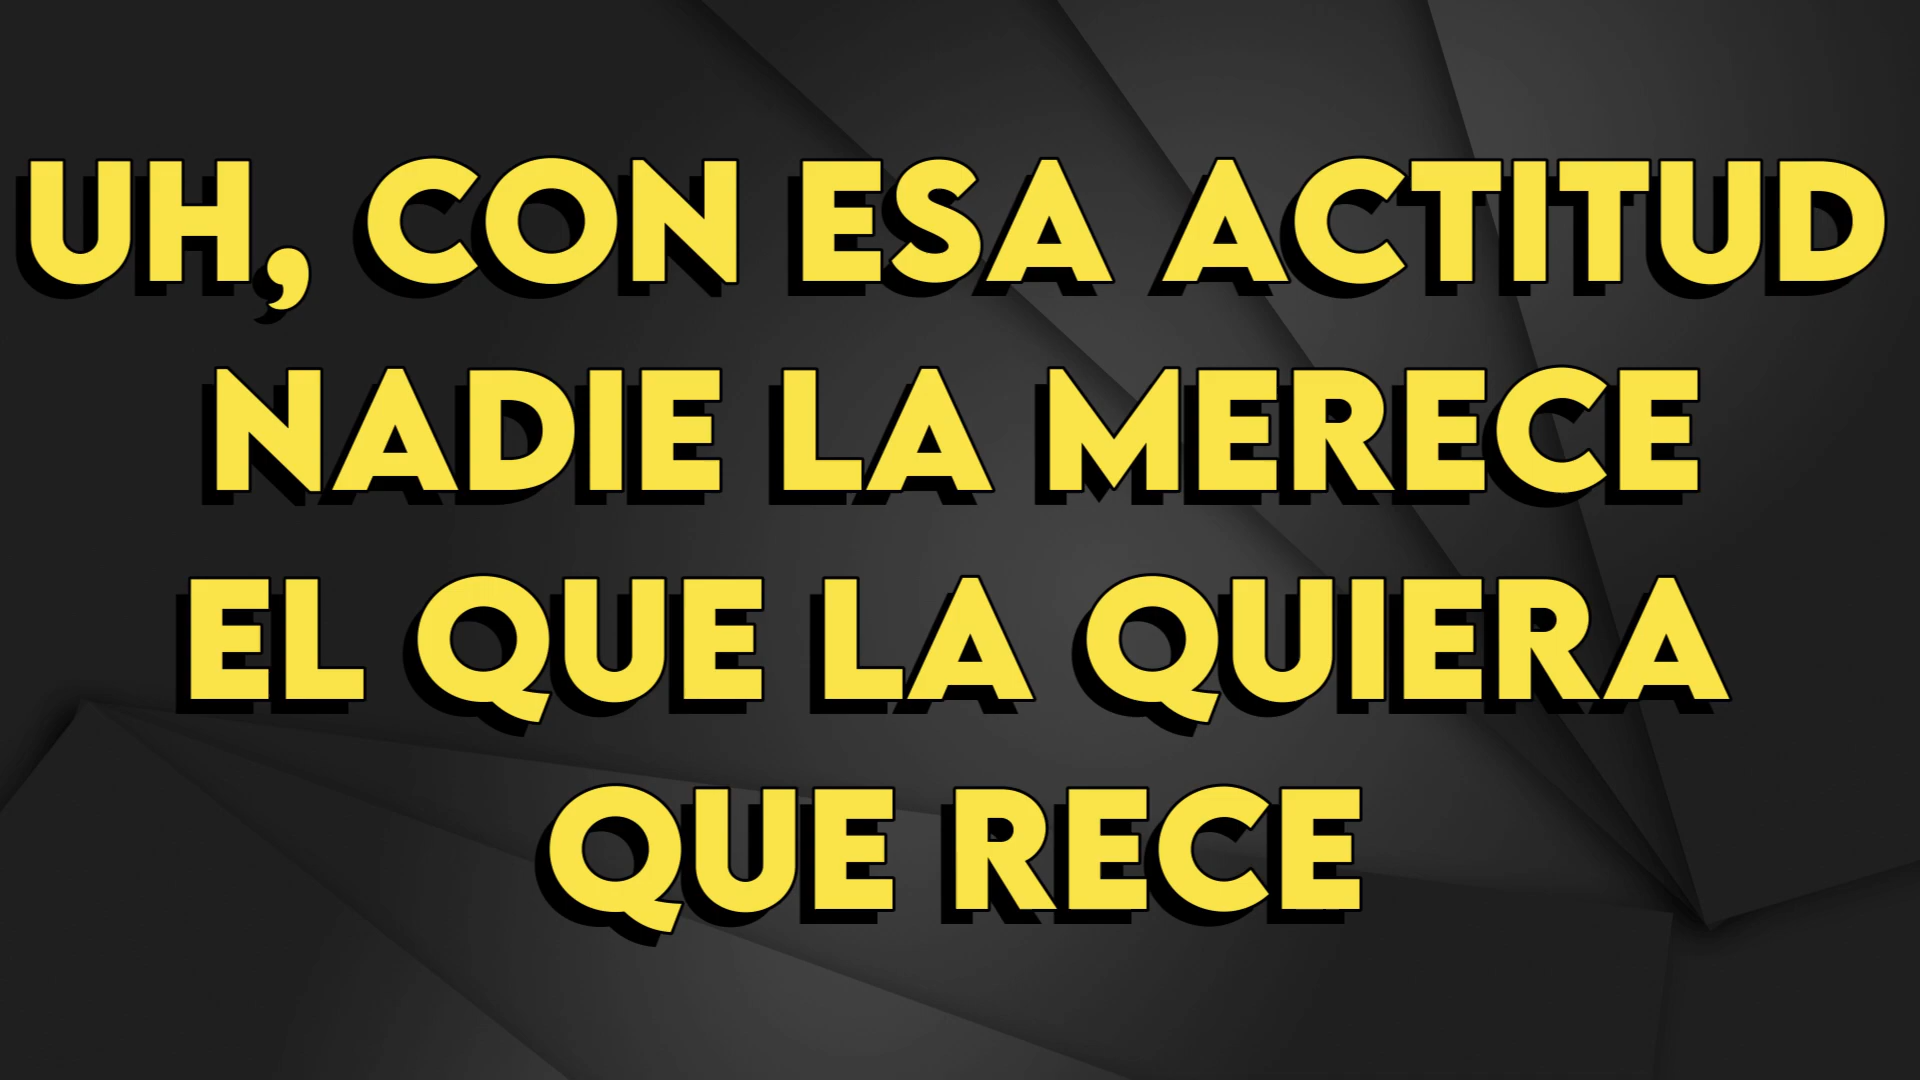 UH, CON ESA ACTITUD
NADIE LA MERECE
EL QUE LA QUIERA
QUE RECE